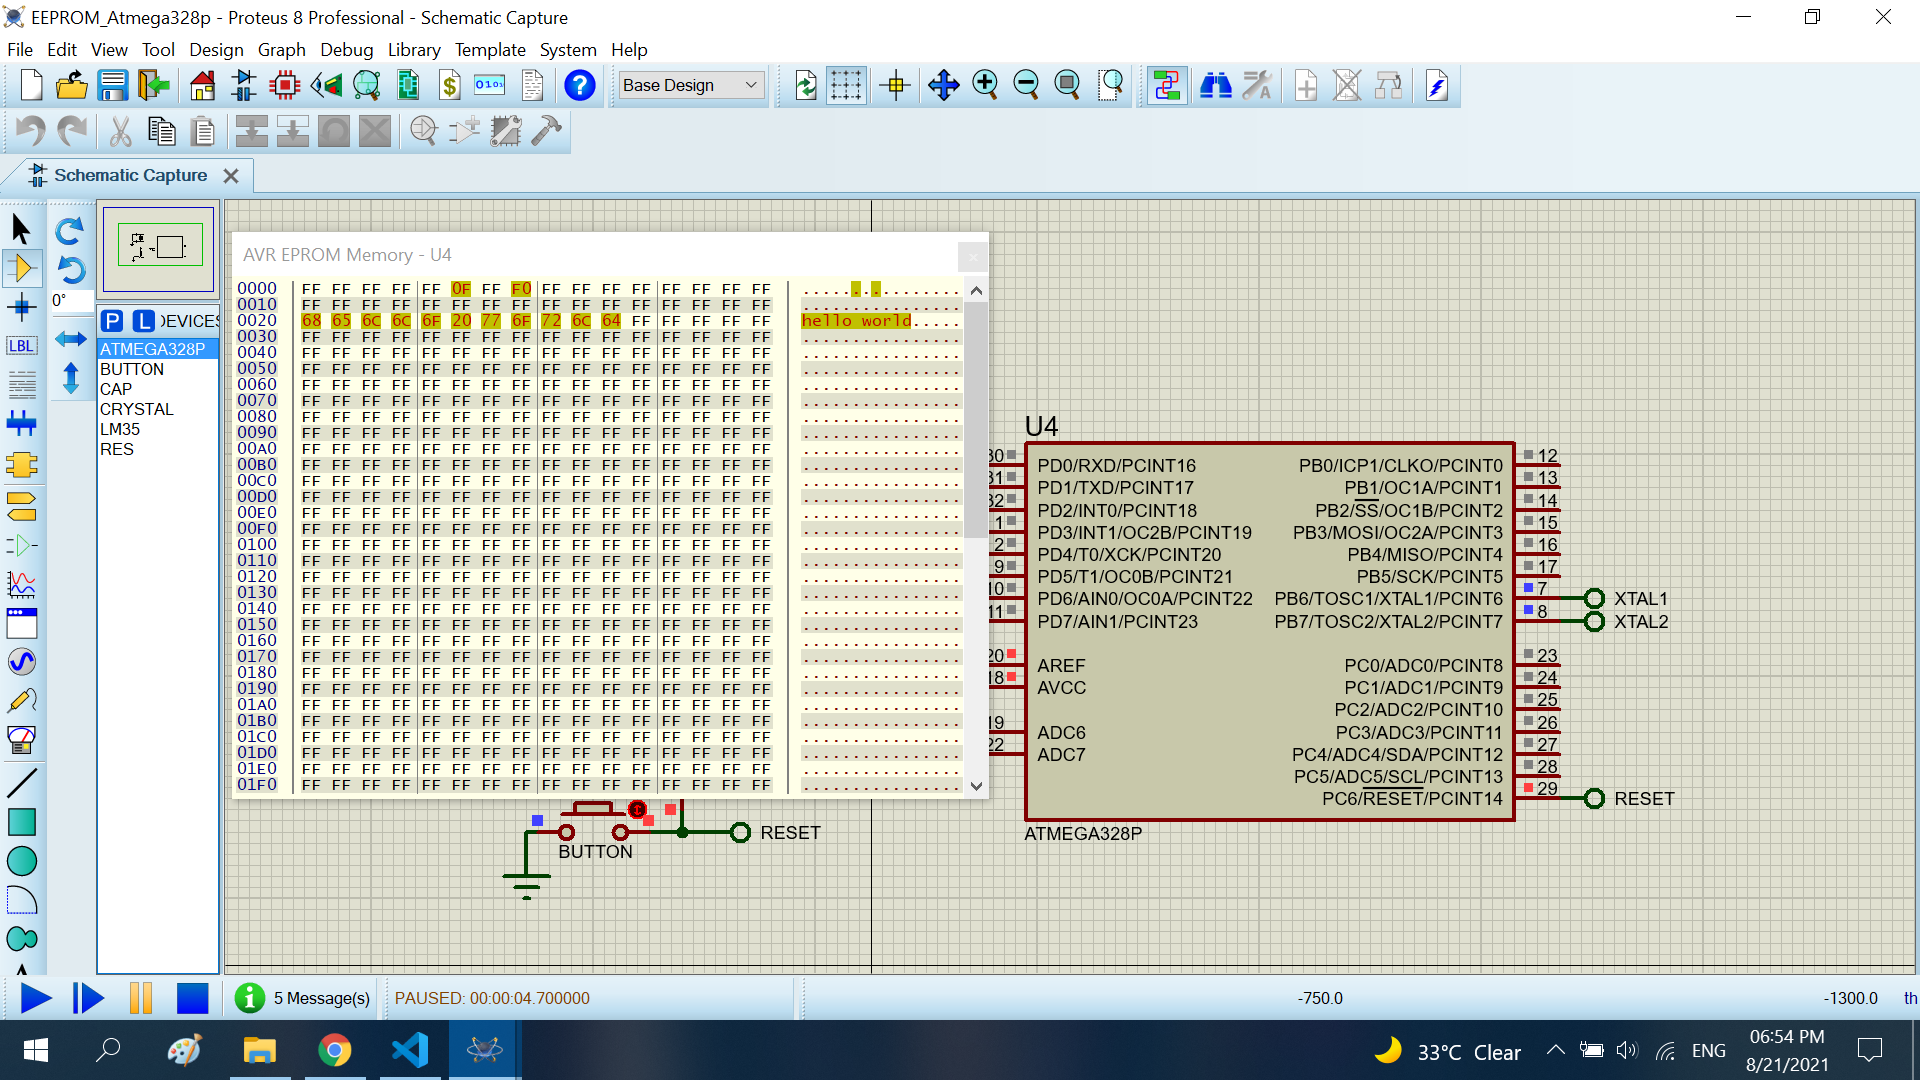 EEPROM_Atmega328p - Proteus 8 Professional - Schematic Capture
File Edit View Tool Design Graph Debug Library Template System Help
Base Design
Schematic Capture
0°
P L DEVICES
LBL
ATMEGA328P
BUTTON
CAP
CRYSTAL
LM35
RES
AVR EPROM Memory - U4
0000 FF FF FF FF FF 0F FF F0 FF FF FF FF FF FF FF FF ................
0010 FF FF FF FF FF FF FF FF FF FF FF FF FF FF FF FF ................
0020 68 65 6C 6C 6F 20 77 6F 72 6C 64 FF FF FF FF FF hello world.....
0030 FF FF FF FF FF FF FF FF FF FF FF FF FF FF FF FF ................
0040 FF FF FF FF FF FF FF FF FF FF FF FF FF FF FF FF ................
0050 FF FF FF FF FF FF FF FF FF FF FF FF FF FF FF FF ................
0060 FF FF FF FF FF FF FF FF FF FF FF FF FF FF FF FF ................
0070 FF FF FF FF FF FF FF FF FF FF FF FF FF FF FF FF ................
0080 FF FF FF FF FF FF FF FF FF FF FF FF FF FF FF FF ................
0090 FF FF FF FF FF FF FF FF FF FF FF FF FF FF FF FF ................
00A0 FF FF FF FF FF FF FF FF FF FF FF FF FF FF FF FF ................
00B0 FF FF FF FF FF FF FF FF FF FF FF FF FF FF FF FF ................
00C0 FF FF FF FF FF FF FF FF FF FF FF FF FF FF FF FF ................
00D0 FF FF FF FF FF FF FF FF FF FF FF FF FF FF FF FF ................
00E0 FF FF FF FF FF FF FF FF FF FF FF FF FF FF FF FF ................
00F0 FF FF FF FF FF FF FF FF FF FF FF FF FF FF FF FF ................
0100 FF FF FF FF FF FF FF FF FF FF FF FF FF FF FF FF ................
0110 FF FF FF FF FF FF FF FF FF FF FF FF FF FF FF FF ................
0120 FF FF FF FF FF FF FF FF FF FF FF FF FF FF FF FF ................
0130 FF FF FF FF FF FF FF FF FF FF FF FF FF FF FF FF ................
0140 FF FF FF FF FF FF FF FF FF FF FF FF FF FF FF FF ................
0150 FF FF FF FF FF FF FF FF FF FF FF FF FF FF FF FF ................
0160 FF FF FF FF FF FF FF FF FF FF FF FF FF FF FF FF ................
0170 FF FF FF FF FF FF FF FF FF FF FF FF FF FF FF FF ................
0180 FF FF FF FF FF FF FF FF FF FF FF FF FF FF FF FF ................
0190 FF FF FF FF FF FF FF FF FF FF FF FF FF FF FF FF ................
01A0 FF FF FF FF FF FF FF FF FF FF FF FF FF FF FF FF ................
01B0 FF FF FF FF FF FF FF FF FF FF FF FF FF FF FF FF ................
01C0 FF FF FF FF FF FF FF FF FF FF FF FF FF FF FF FF ................
01D0 FF FF FF FF FF FF FF FF FF FF FF FF FF FF FF FF ................
01E0 FF FF FF FF FF FF FF FF FF FF FF FF FF FF FF FF ................
01F0 FF FF FF FF FF FF FF FF FF FF FF FF FF FF FF FF ................
RESET
BUTTON
U4
30 PD0/RXD/PCINT16 PB0/ICP1/CLKO/PCINT0 12
31 PD1/TXD/PCINT17 PB1/OC1A/PCINT1 13
32 PD2/INT0/PCINT18 PB2/SS/OC1B/PCINT2 14
1 PD3/INT1/OC2B/PCINT19 PB3/MOSI/OC2A/PCINT3 15
2 PD4/T0/XCK/PCINT20 PB4/MISO/PCINT4 16
9 PD5/T1/OC0B/PCINT21 PB5/SCK/PCINT5 17
10 PD6/AIN0/OC0A/PCINT22 PB6/TOSC1/XTAL1/PCINT6 7 XTAL1
11 PD7/AIN1/PCINT23 PB7/TOSC2/XTAL2/PCINT7 8 XTAL2
20 AREF PC0/ADC0/PCINT8 23
18 AVCC PC1/ADC1/PCINT9 24
PC2/ADC2/PCINT10 25
19 ADC6 PC3/ADC3/PCINT11 26
22 ADC7 PC4/ADC4/SDA/PCINT12 27
PC5/ADC5/SCL/PCINT13 28
PC6/RESET/PCINT14 29 RESET
ATMEGA328P
5 Message(s) PAUSED: 00:00:04.700000 -750.0 -1300.0 th
33°C Clear ENG 06:54 PM
8/21/2021